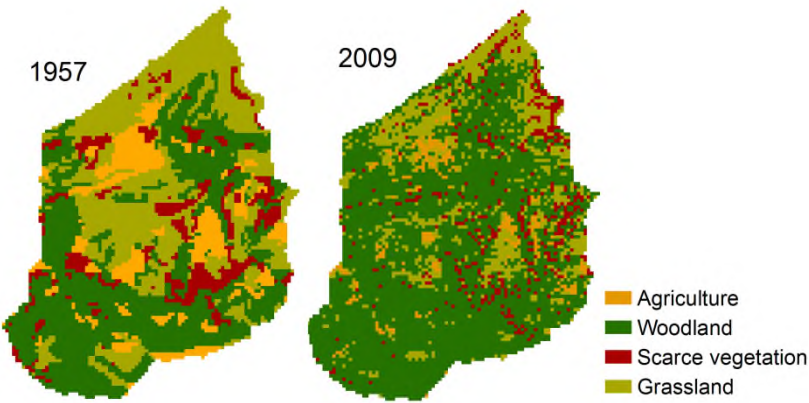 1957
2009
Agriculture
Woodland
Scarce vegetation
Grassland